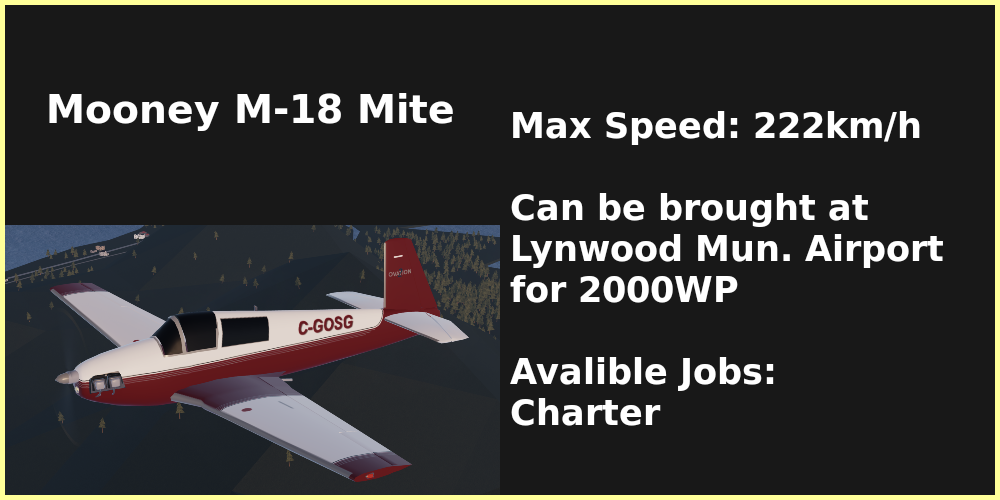 Mooney M-18 Mite
Max Speed: 222km/h
Can be brought at
Lynwood Mun. Airport
for 2000WP
Avalible Jobs:
Charter
OVATION
C-GOSG